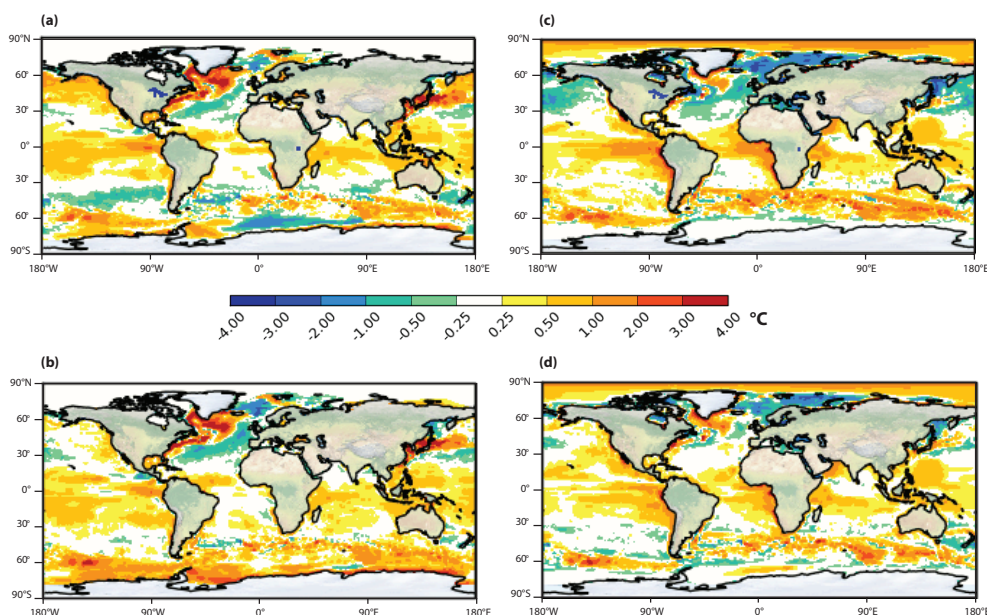 (a)
90°N
60°
30°
0°
30°
60°
90°S
180°W
90°W
0°
90°E
180°E
(c)
90°N
60°
30°
0°
30°
60°
90°S
180°W
90°W
0°
90°E
180°E
-4.00
-3.00
-2.00
-1.00
-0.50
-0.25
0.25
0.50
1.00
2.00
3.00
4.00
°C
(b)
90°N
60°
30°
0°
30°
60°
90°S
180°W
90°W
0°
90°E
180°E
(d)
90°N
60°
30°
0°
30°
60°
90°S
180°W
90°W
0°
90°E
180°E